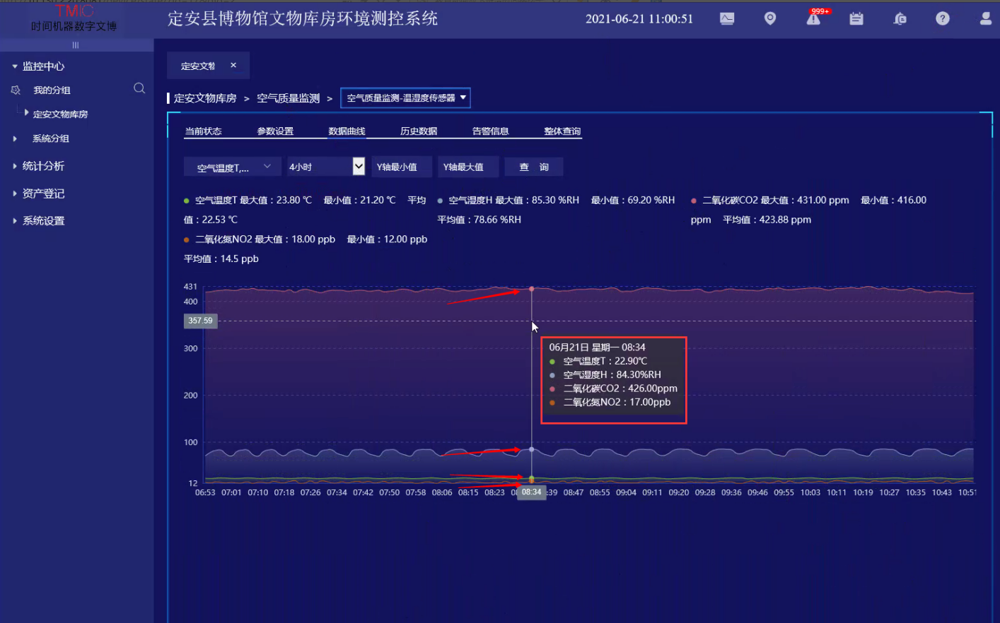 TMIC
时间机器数字文博
定安县博物馆文物库房环境测控系统
2021-06-21 11:00:51
999+
监控中心
我的分组
定安文物库房
系统分组
统计分析
资产登记
系统设置
定安文物 ×
定安文物库房 > 空气质量监测 > 空气质量监测-温湿度传感器
当前状态 参数设置 数据曲线 历史数据 告警信息 整体查询
空气温度T,... 4小时 Y轴最小值 Y轴最大值 查 询
空气温度T 最大值：23.80 ℃ 最小值：21.20 ℃ 平均值：22.53 ℃
空气湿度H 最大值：85.30 %RH 最小值：69.20 %RH
平均值：78.66 %RH
二氧化碳CO2 最大值：431.00 ppm 最小值：416.00
ppm 平均值：423.88 ppm
二氧化氮NO2 最大值：18.00 ppb 最小值：12.00 ppb
平均值：14.5 ppb
431
400
357.59
300
200
100
12
06月21日 星期一 08:34
空气温度T：22.90℃
空气湿度H：84.30%RH
二氧化碳CO2：426.00ppm
二氧化氮NO2：17.00ppb
06:53 07:01 07:10 07:18 07:26 07:34 07:42 07:50 07:58 08:06 08:15 08:23 08:34 :39 08:47 08:55 09:04 09:11 09:20 09:28 09:36 09:46 09:55 10:03 10:11 10:19 10:27 10:35 10:43 10:51